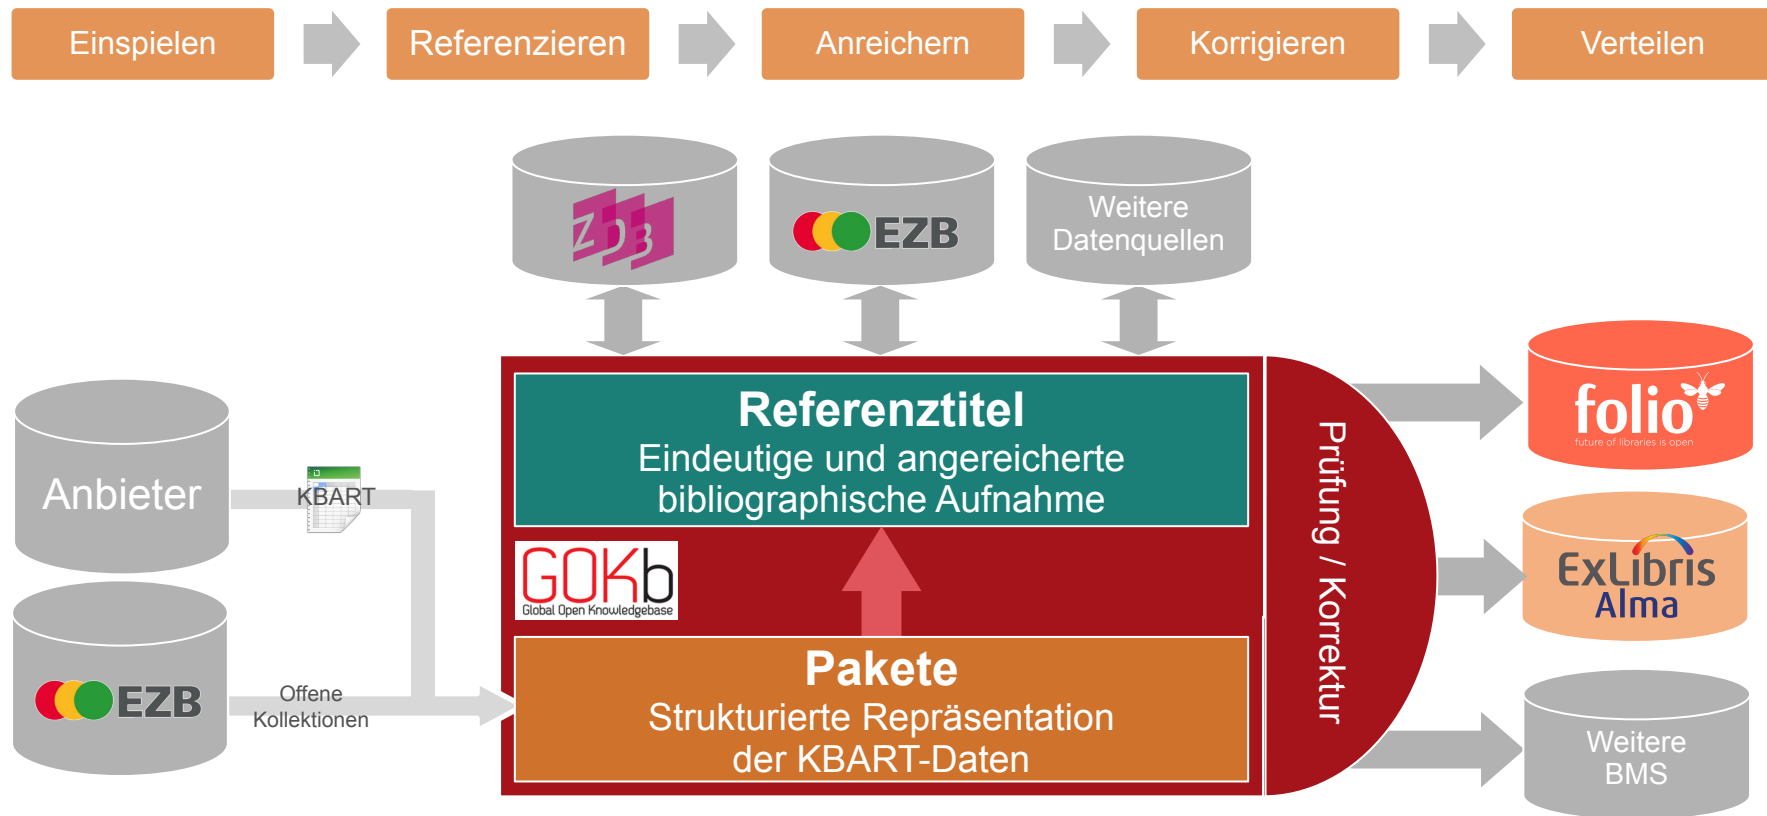 Einspielen
Referenzieren
Anreichern
Korrigieren
Verteilen
ZDB
EZB
Weitere
Datenquellen
Anbieter
KBART
EZB
Offene
Kollektionen
Referenztitel
Eindeutige und angereicherte
bibliographische Aufnahme
GOKb
Global Open Knowledgebase
Pakete
Strukturierte Repräsentation
der KBART-Daten
Prüfung / Korrektur
folio
future of libraries is open
ExLibris
Alma
Weitere
BMS